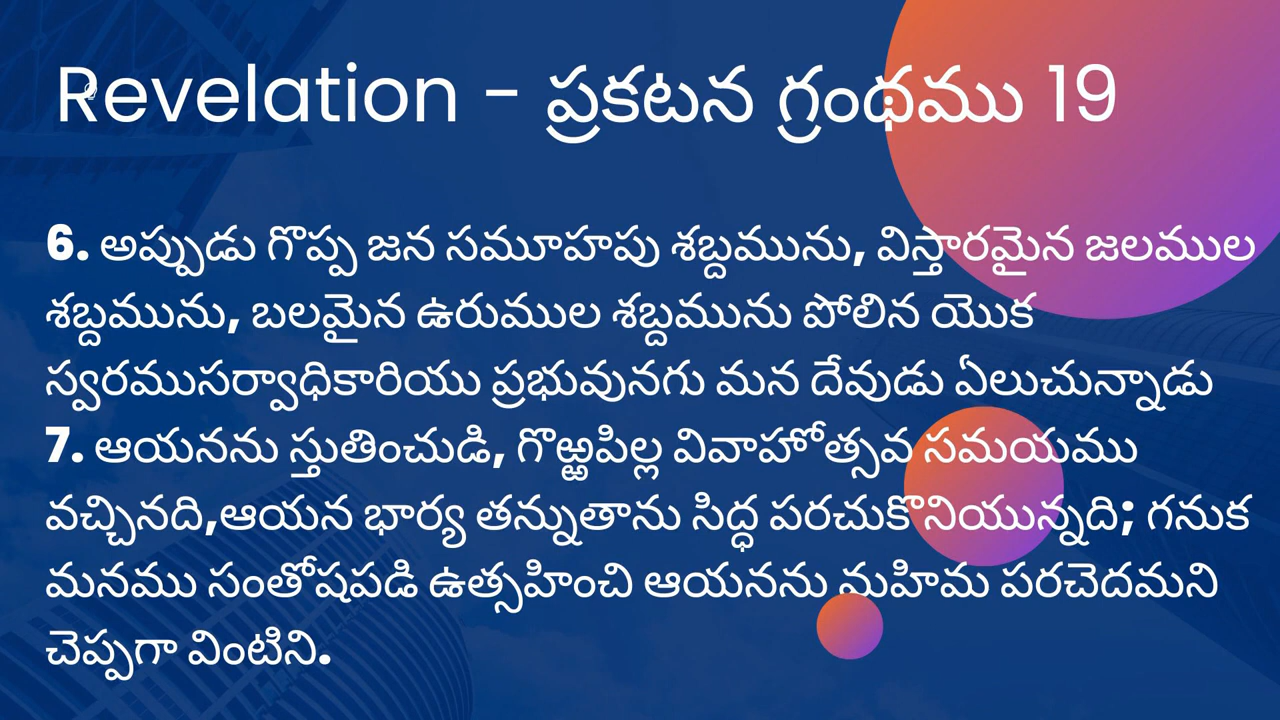 Revelation - ప్రకటన గ్రంథము 19
6. అప్పుడు గొప్ప జన సమూహపు శబ్దమును, విస్తారమైన జలముల
శబ్దమును, బలమైన ఉరుముల శబ్దమును పోలిన యొక
స్వరముసర్వాధికారియు ప్రభువునగు మన దేవుడు ఏలుచున్నాడు
7. ఆయనను స్తుతించుడి, గొఱ్ఱపిల్ల వివాహోత్సవ సమయము
వచ్చినది,ఆయన భార్య తన్నుతాను సిద్ధ పరచుకొనియున్నది; గనుక
మనము సంతోషపడి ఉత్సహించి ఆయనను మహిమ పరచెదమని
చెప్పగా వింటిని.